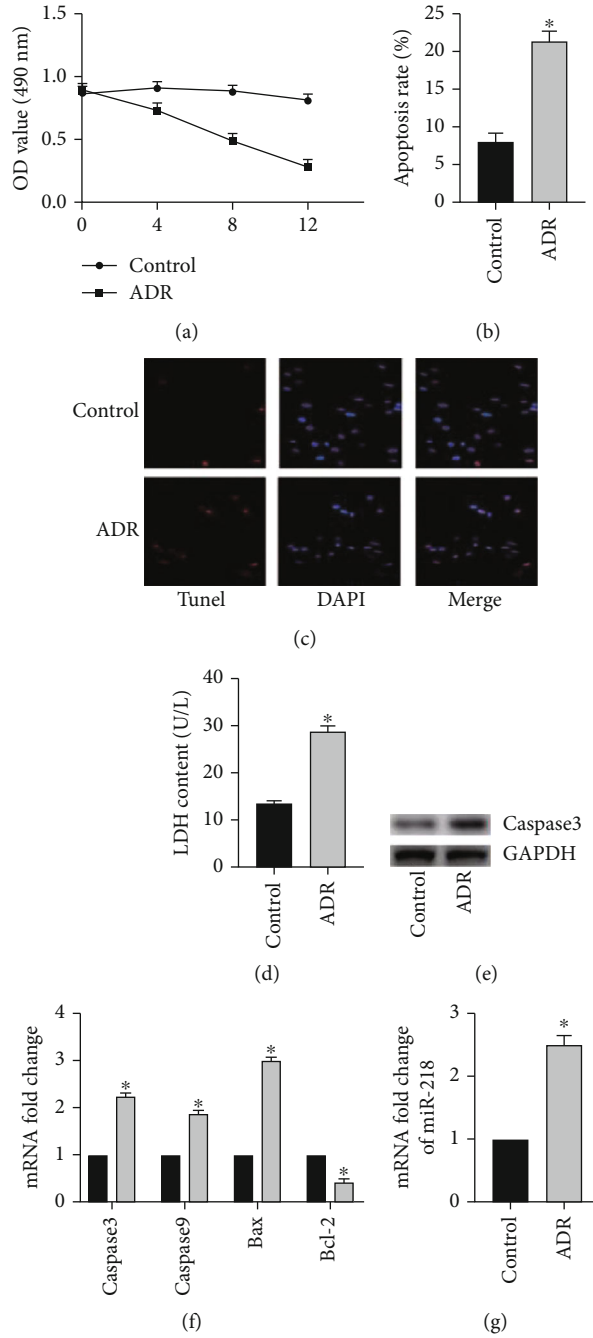 OD value (490 nm)
1.5
1.0
0.5
0.0
0
4
8
12
Control
ADR
(a)
Apoptosis rate (%)
25
20
15
10
5
0
*
Control
ADR
(b)
Control
ADR
Tunel
DAPI
Merge
(c)
LDH content (U/L)
40
30
20
10
0
*
Control
ADR
(d)
Caspase3
GAPDH
Control
ADR
(e)
mRNA fold change
4
3
2
1
0
*
*
*
*
Caspase3
Caspase9
Bax
Bcl-2
(f)
mRNA fold change
of miR-218
3
2
1
0
*
Control
ADR
(g)